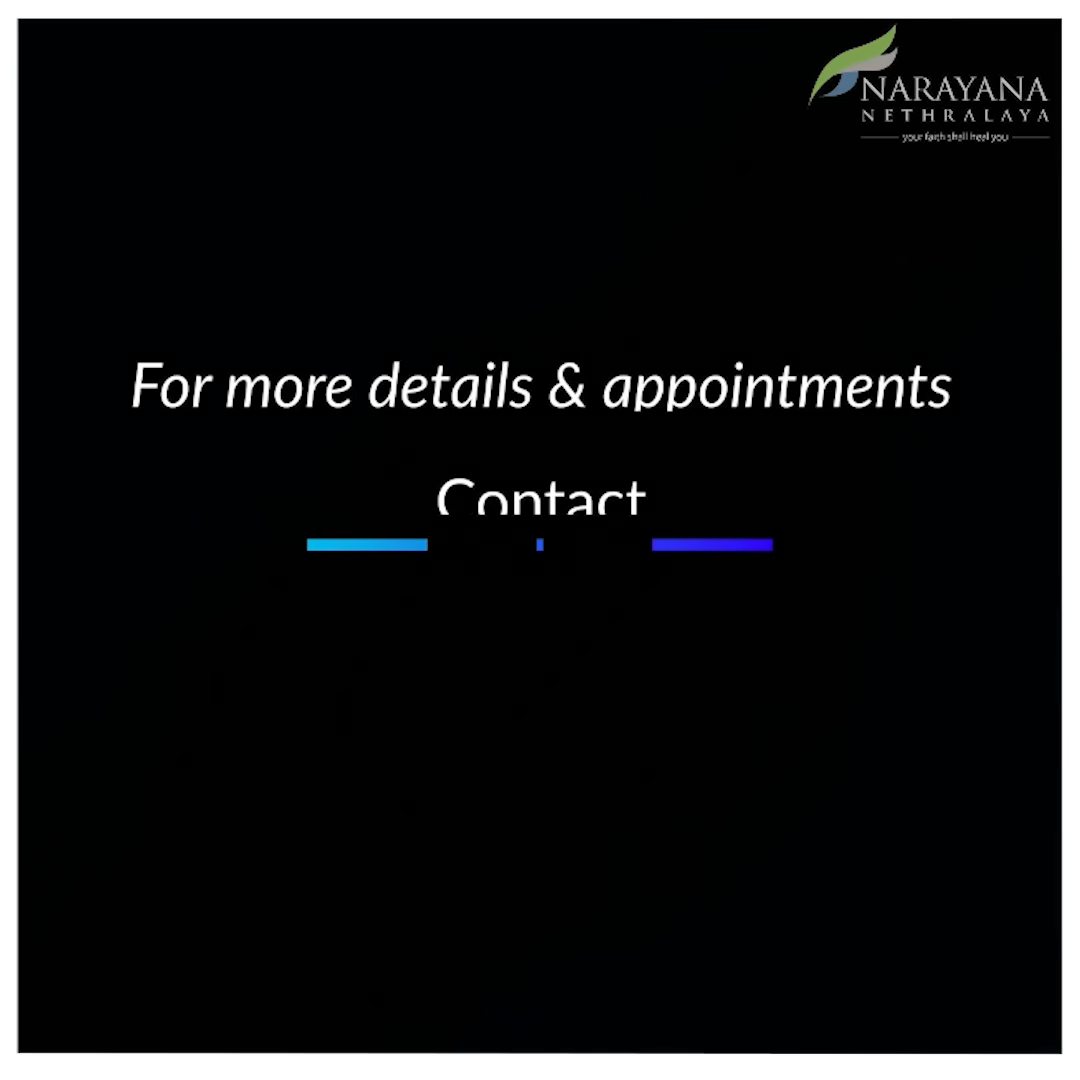 NARAYANA
NETHRALAYA
your faith shall heal you
For more details & appointments
Contact